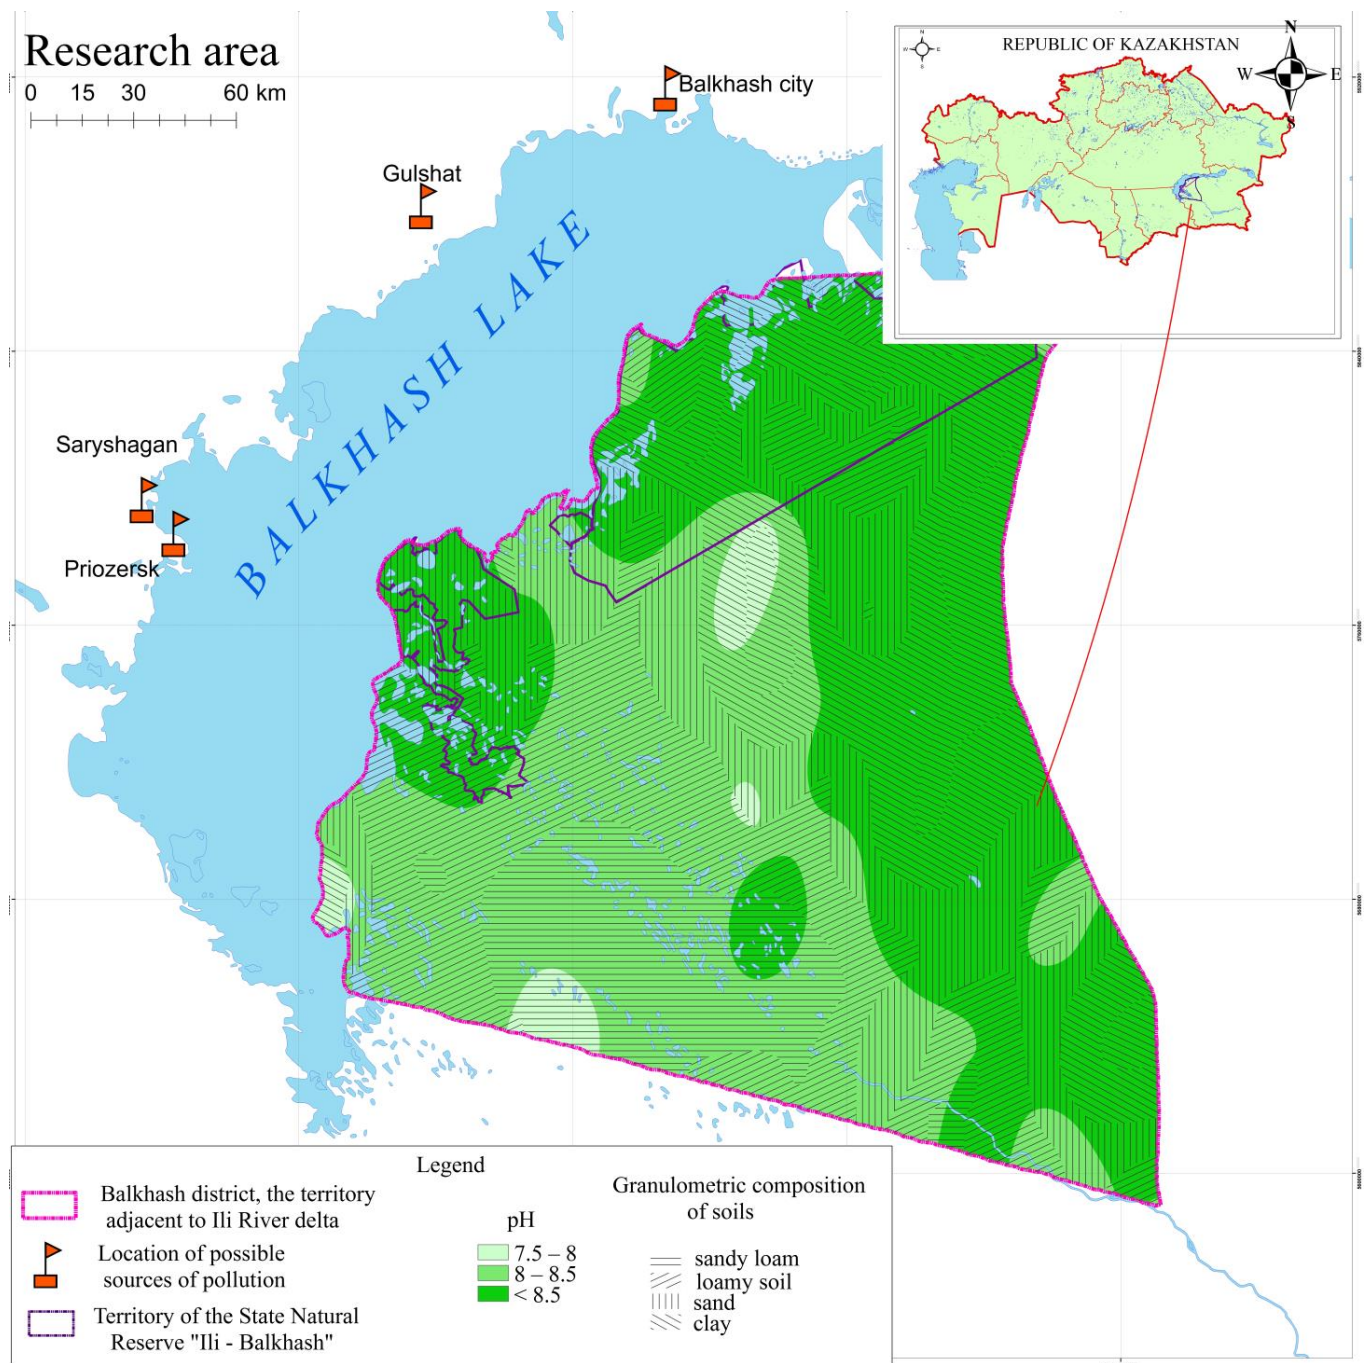 Research area
0 15 30 60 km
Balkhash city
Gulshat
Saryshagan
Priozersk
BALKHASH LAKE
REPUBLIC OF KAZAKHSTAN
N
W E
S
N
W E
S
Legend
Balkhash district, the territory
adjacent to Ili River delta
Location of possible
sources of pollution
Territory of the State Natural
Reserve "Ili - Balkhash"
pH
7.5 – 8
8 – 8.5
< 8.5
Granulometric composition
of soils
sandy loam
loamy soil
sand
clay